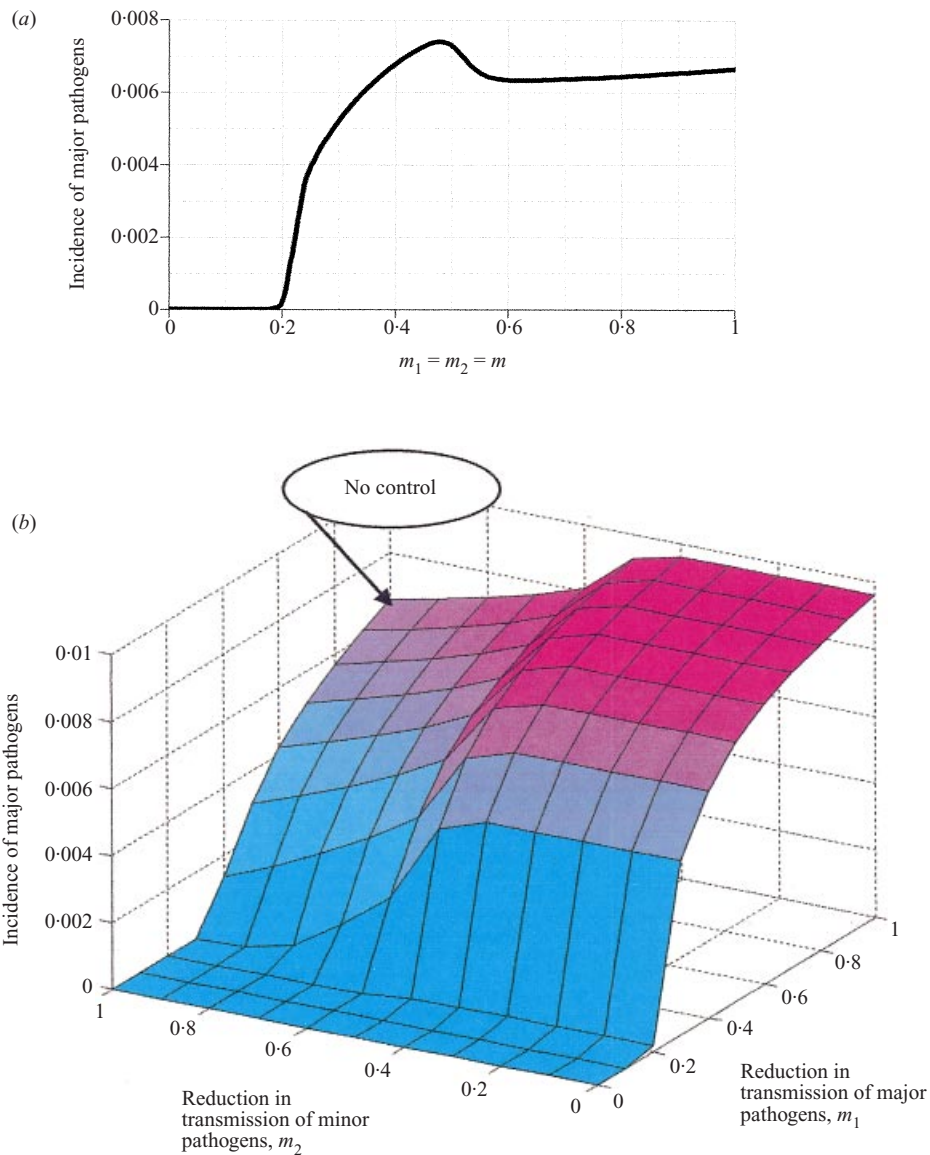 (a)
Incidence of major pathogens
0·008
0·006
0·004
0·002
0
0
0·2
0·4
0·6
0·8
1
m₁ = m₂ = m
(b)
No control
Incidence of major pathogens
0·01
0·008
0·006
0·004
0·002
0
1
0·8
0·6
0·4
0·2
0
0
0·2
0·4
0·6
0·8
1
Reduction in
transmission of minor
pathogens, m₂
Reduction in
transmission of major
pathogens, m₁